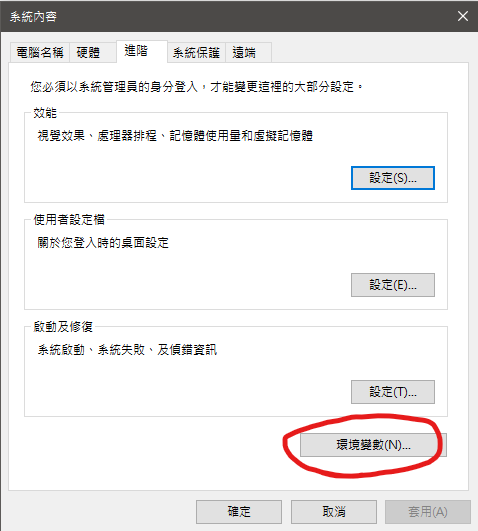 系統內容
電腦名稱
硬體
進階
系統保護
遠端
您必須以系統管理員的身分登入，才能變更這裡的大部分設定。
效能
視覺效果、處理器排程、記憶體使用量和虛擬記憶體
設定(S)...
使用者設定檔
關於您登入時的桌面設定
設定(E)...
啟動及修復
系統啟動、系統失敗、及偵錯資訊
設定(T)...
環境變數(N)...
確定
取消
套用(A)